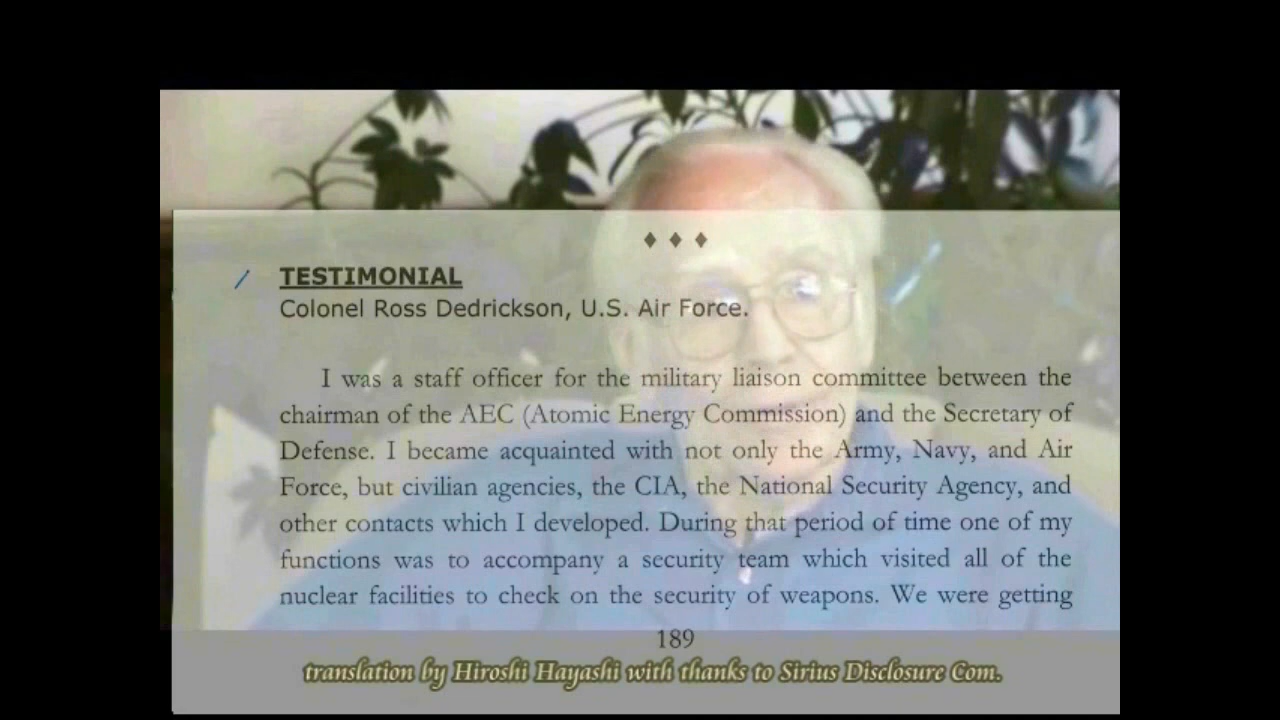 ♦ ♦ ♦
TESTIMONIAL
Colonel Ross Dedrickson, U.S. Air Force.
I was a staff officer for the military liaison committee between the
chairman of the AEC (Atomic Energy Commission) and the Secretary of
Defense. I became acquainted with not only the Army, Navy, and Air
Force, but civilian agencies, the CIA, the National Security Agency, and
other contacts which I developed. During that period of time one of my
functions was to accompany a security team which visited all of the
nuclear facilities to check on the security of weapons. We were getting
189
translation by Hiroshi Hayashi with thanks to Sirius Disclosure Com.